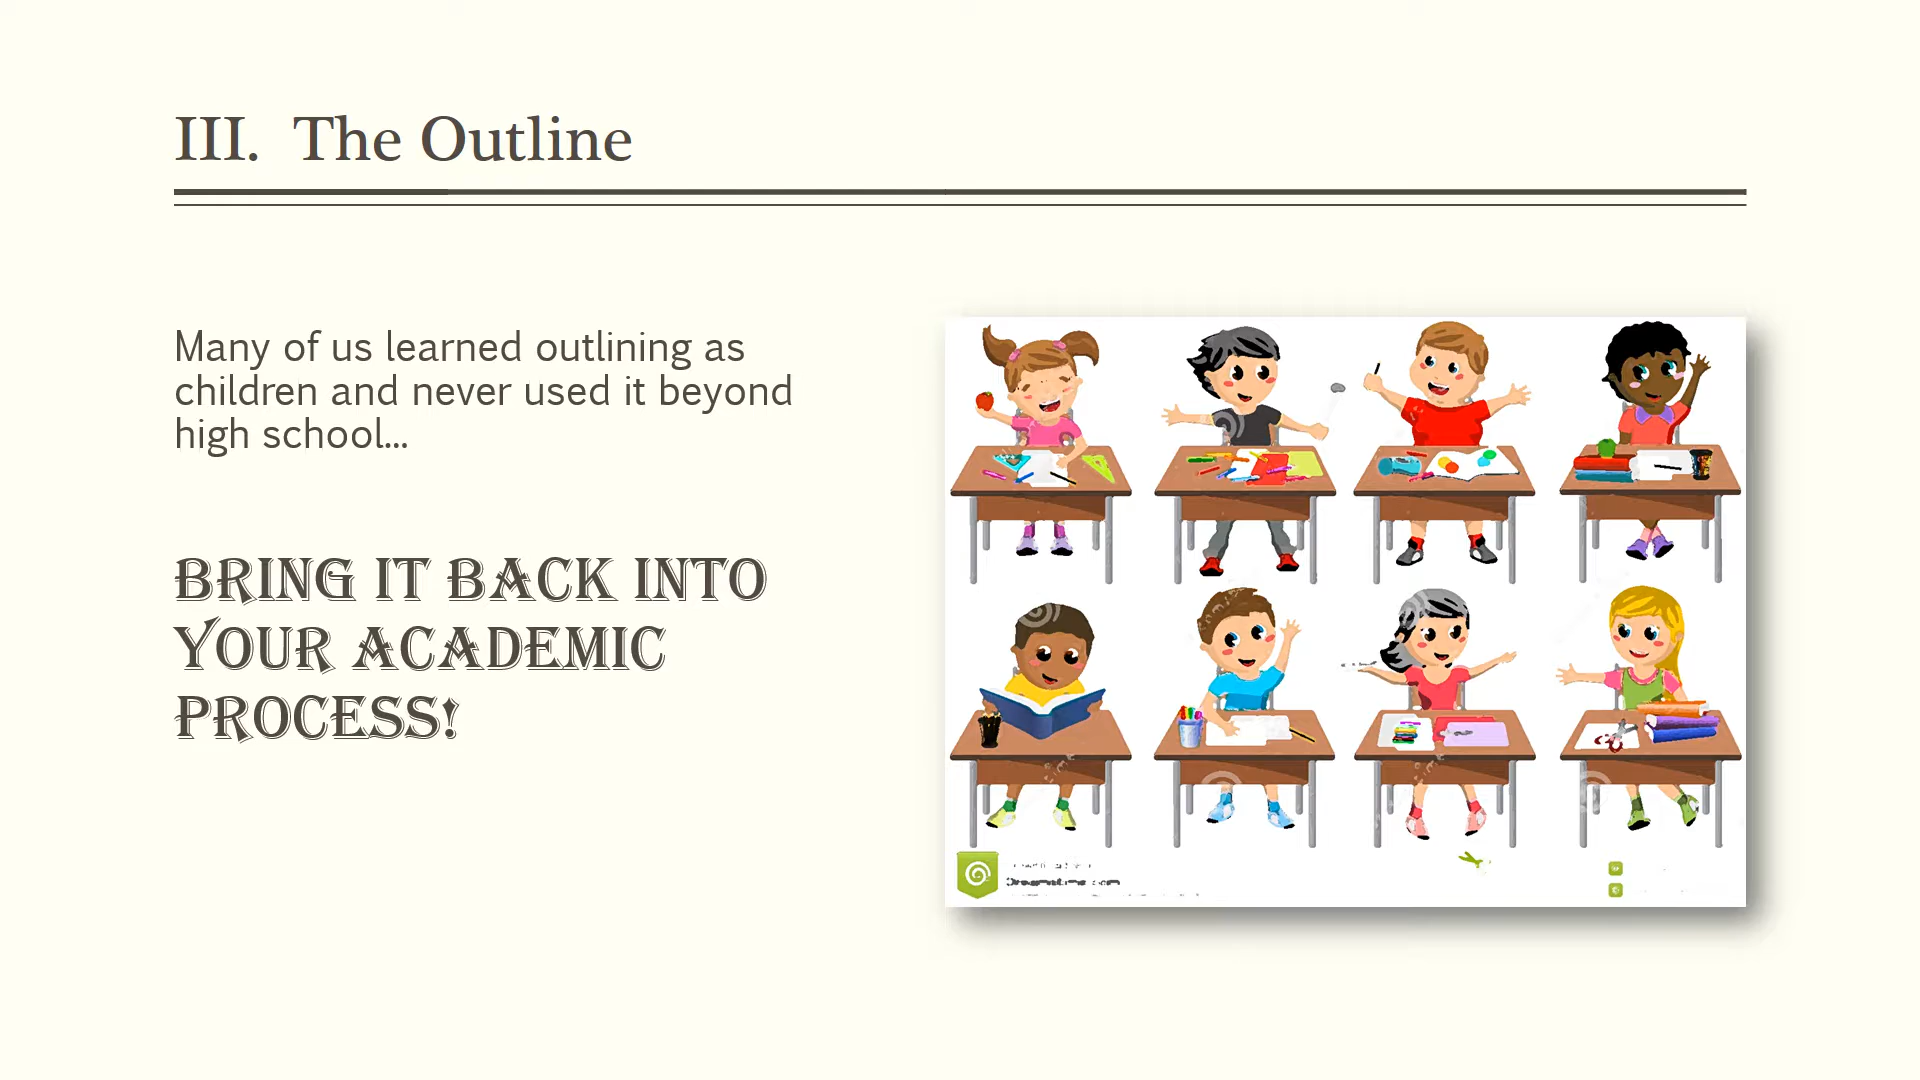 III.  The Outline
Many of us learned outlining as
children and never used it beyond
high school...
BRING IT BACK INTO
YOUR ACADEMIC
PROCESS!
Dreamstime.com